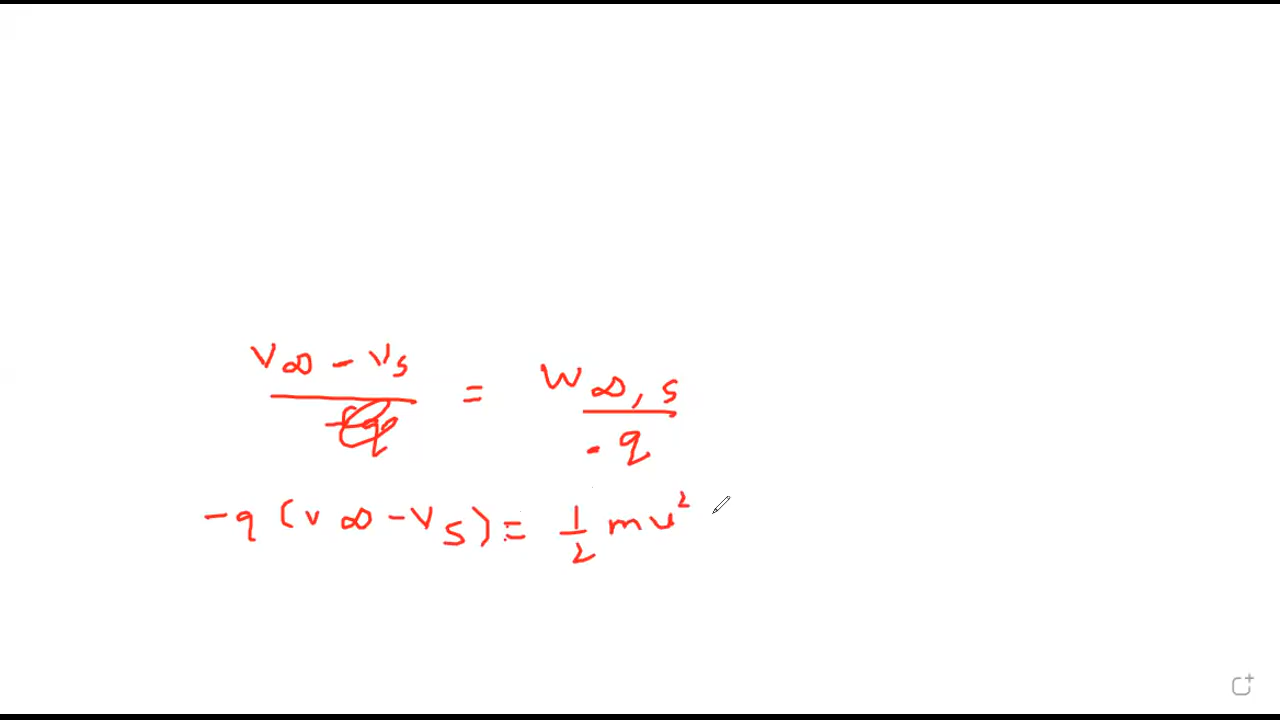 V∞ - Vs = W∞,s / -q
-q (V∞ - Vs) = 1/2 mv²